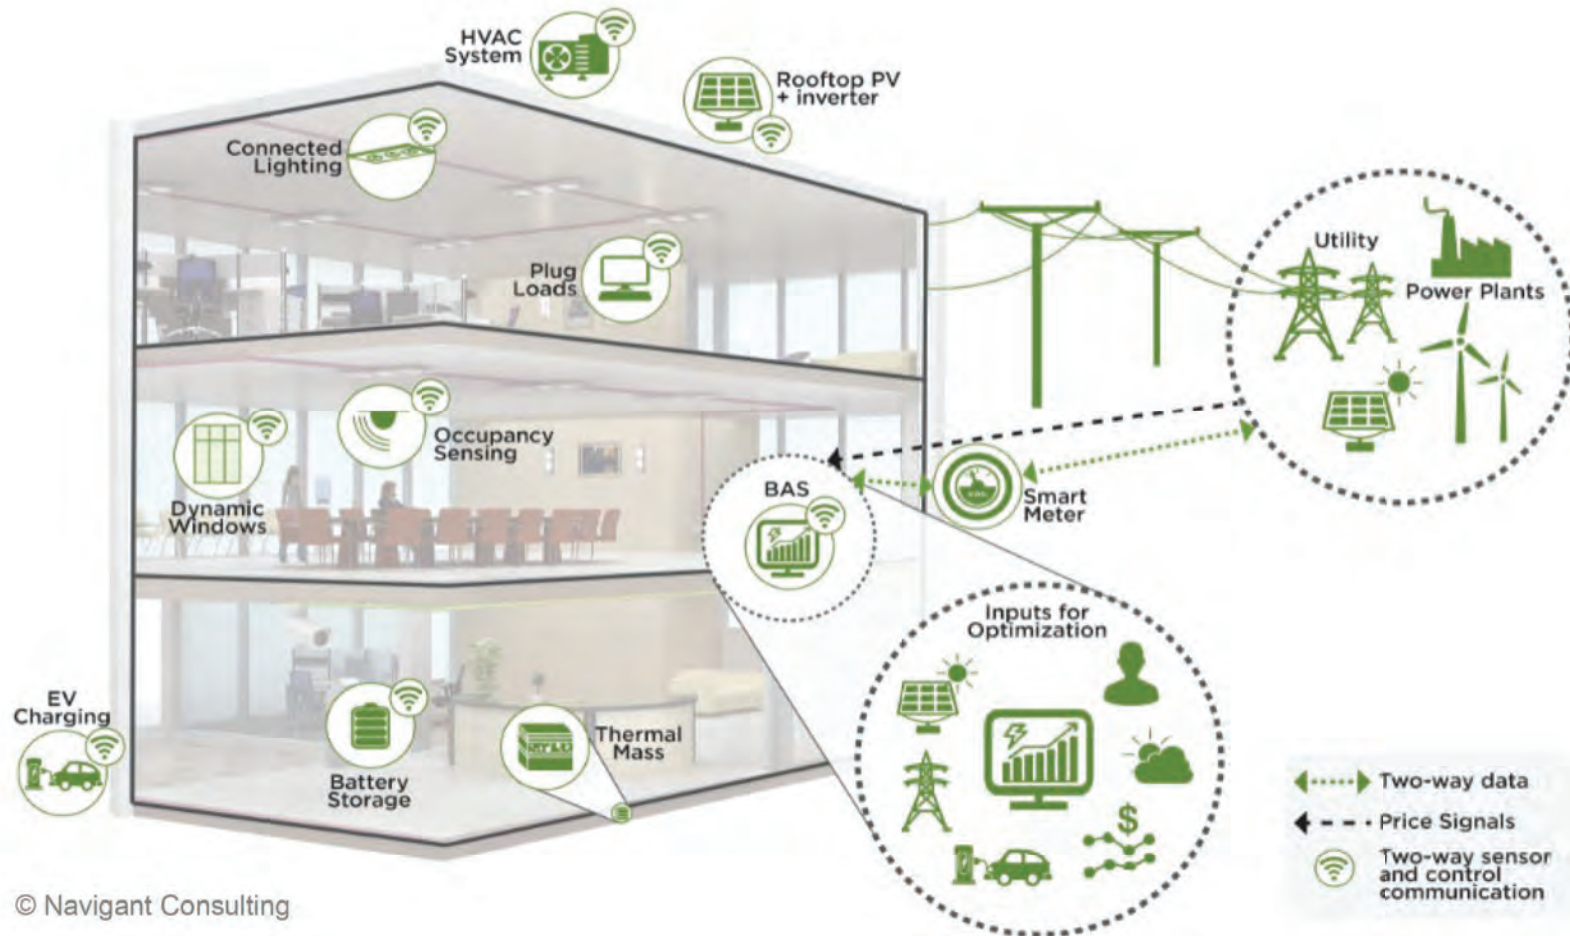 HVAC
System
Rooftop PV
+ inverter
Connected
Lighting
Plug
Loads
Utility
Power Plants
Occupancy
Sensing
Dynamic
Windows
BAS
Smart
Meter
Inputs for
Optimization
EV
Charging
Battery
Storage
Thermal
Mass
$
Two-way data
Price Signals
Two-way sensor
and control
communication
© Navigant Consulting